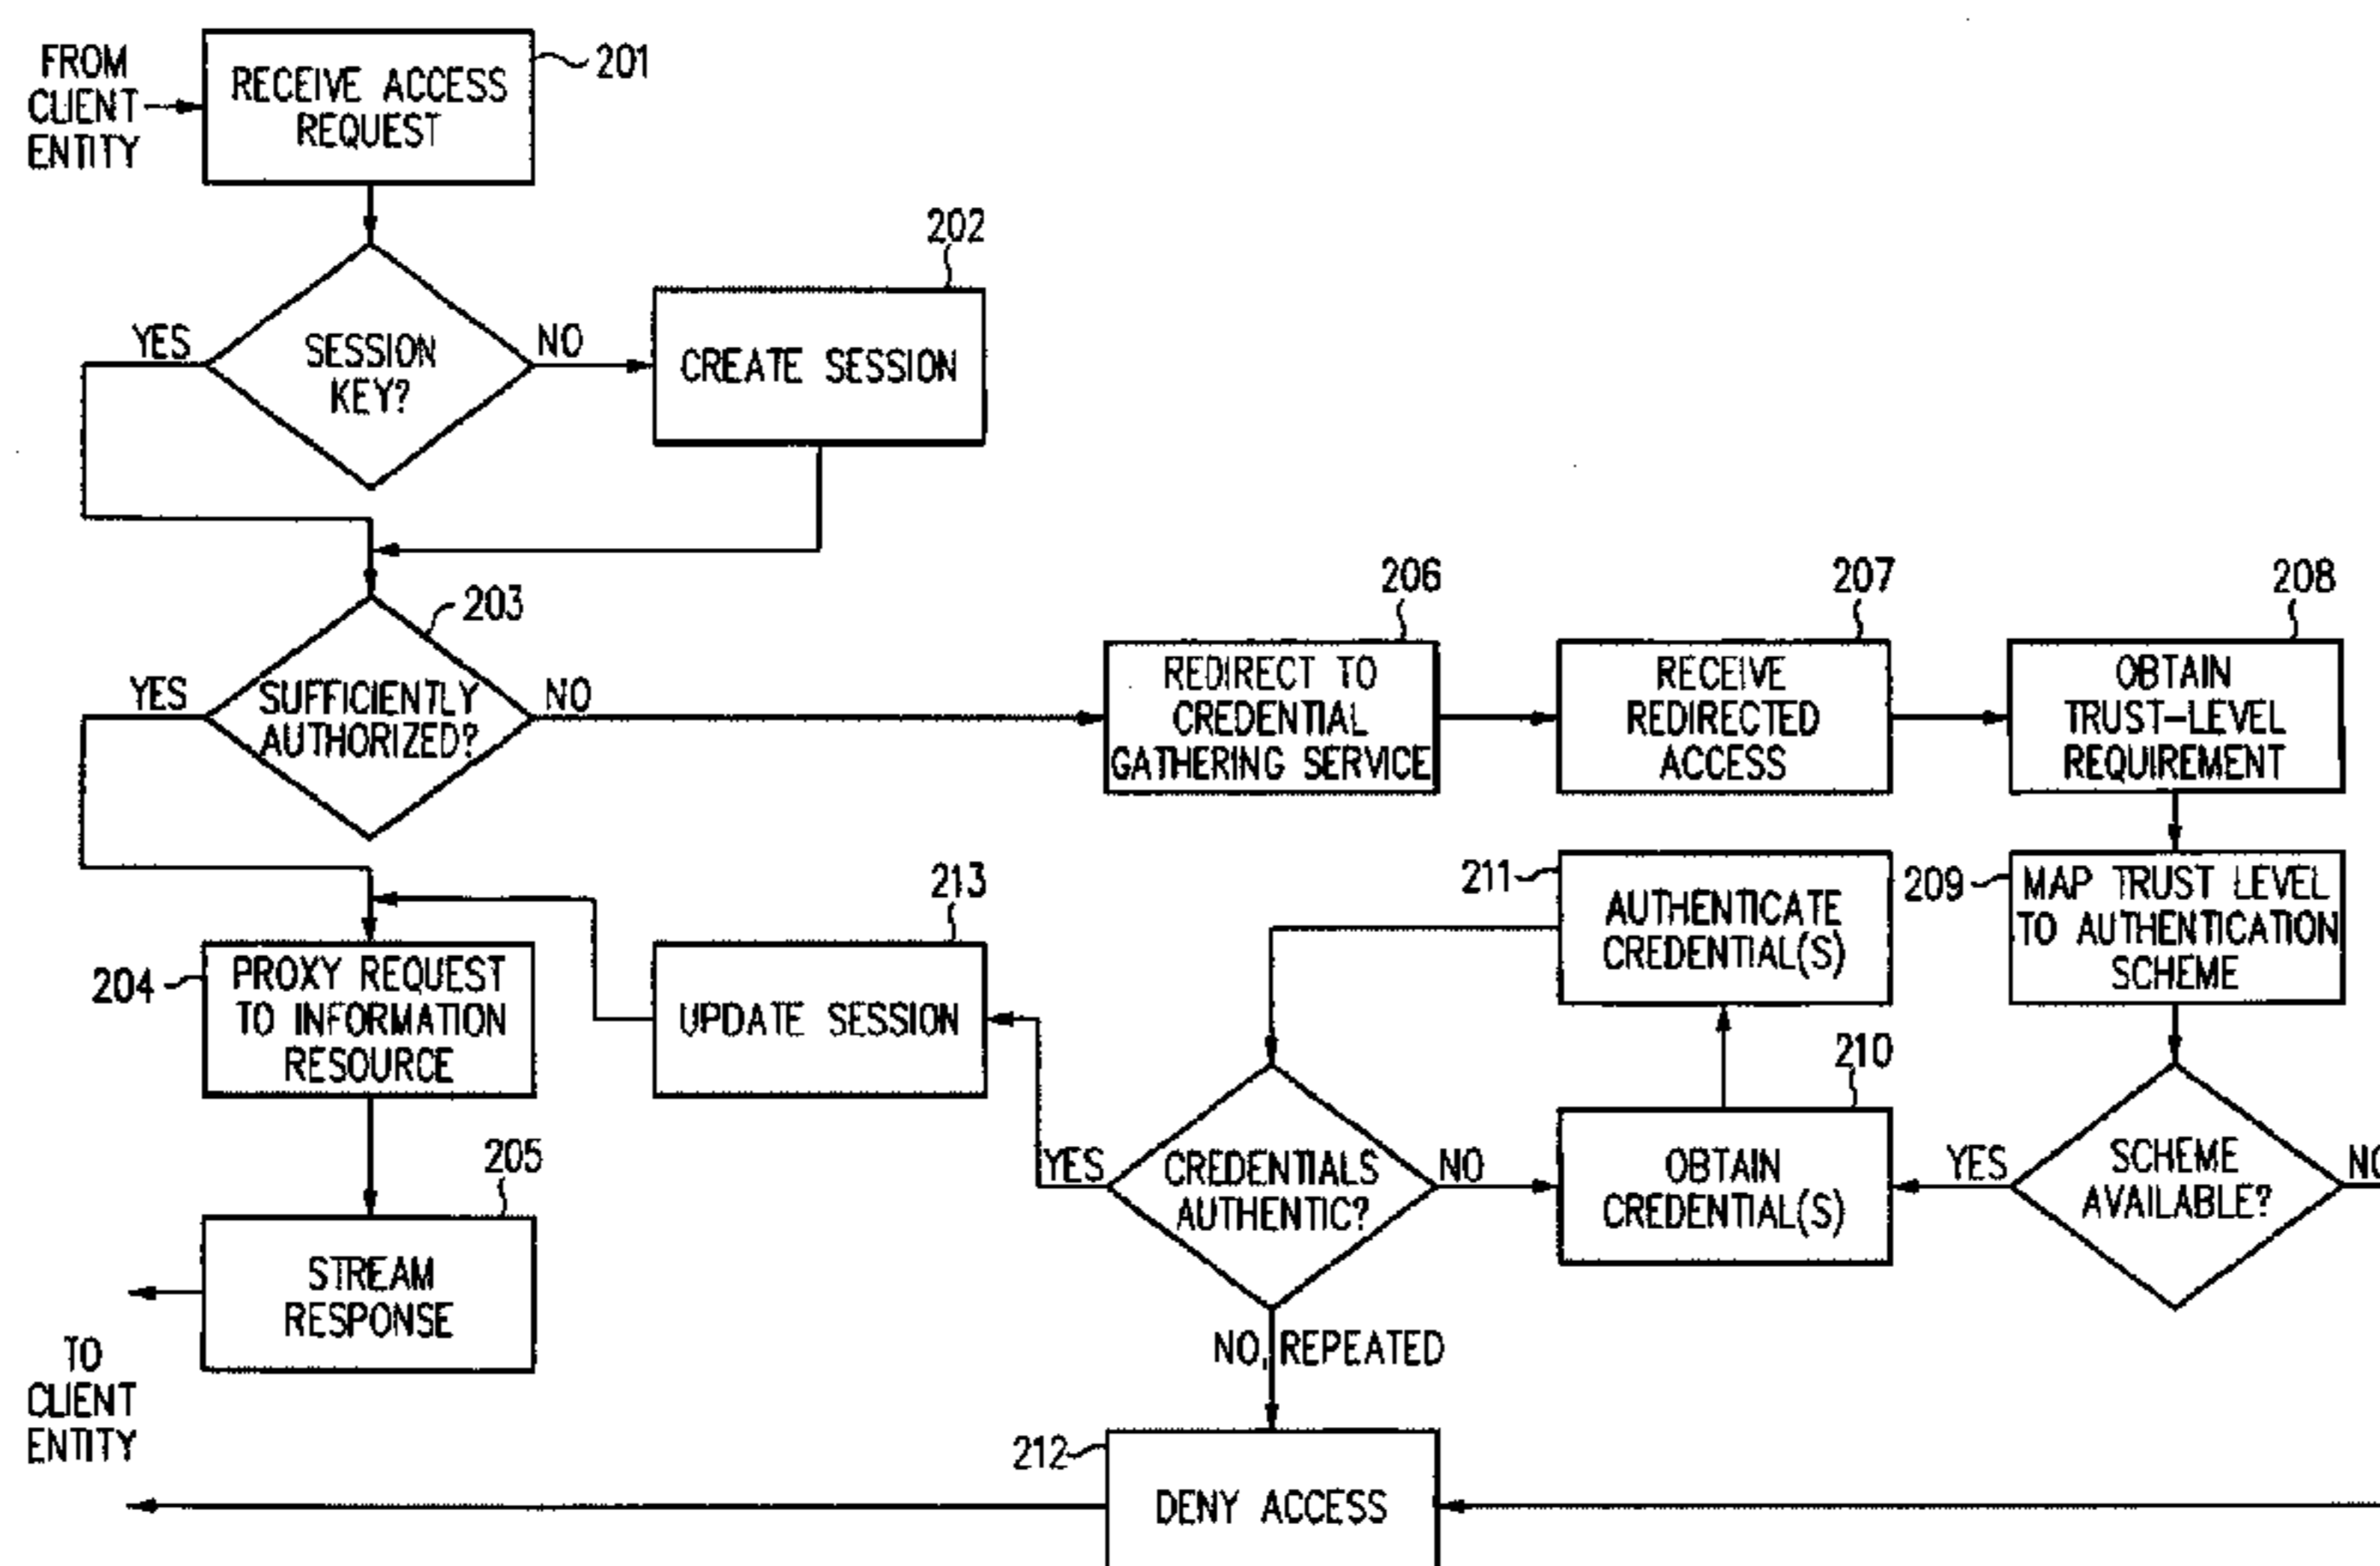 FROM
CLIENT
ENTITY
RECEIVE ACCESS
REQUEST
201
SESSION
KEY?
YES
NO
202
CREATE SESSION
203
SUFFICIENTLY
AUTHORIZED?
YES
NO
206
REDIRECT TO
CREDENTIAL
GATHERING SERVICE
207
RECEIVE
REDIRECTED
ACCESS
208
OBTAIN
TRUST-LEVEL
REQUIREMENT
209
MAP TRUST LEVEL
TO AUTHENTICATION
SCHEME
211
AUTHENTICATE
CREDENTIAL(S)
213
UPDATE SESSION
204
PROXY REQUEST
TO INFORMATION
RESOURCE
210
OBTAIN
CREDENTIAL(S)
YES
SCHEME
AVAILABLE?
NO
YES
CREDENTIALS
AUTHENTIC?
NO
NO, REPEATED
205
STREAM
RESPONSE
TO
CLIENT
ENTITY
212
DENY ACCESS